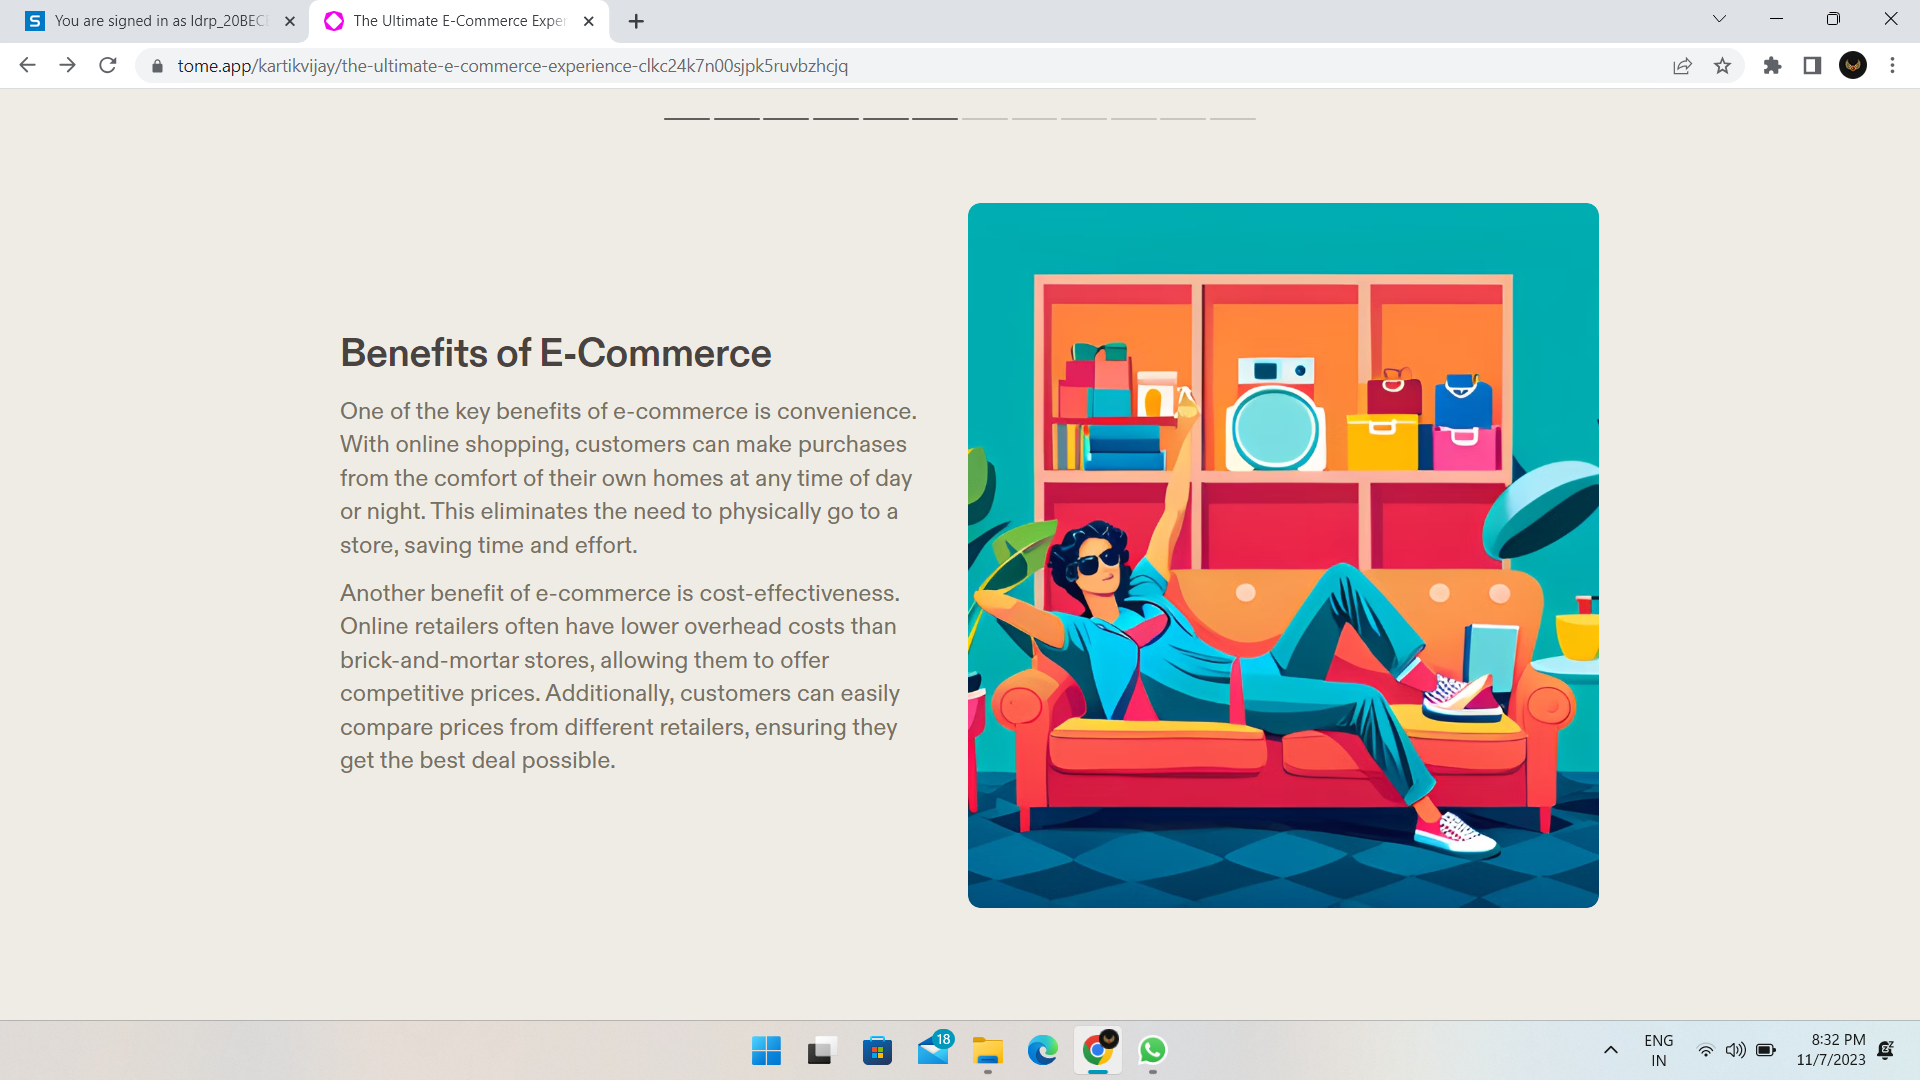 S You are signed in as ldrp_20BEC
The Ultimate E-Commerce Exper
tome.app/kartikvijay/the-ultimate-e-commerce-experience-clkc24k7n00sjpk5ruvbzhcjq
Benefits of E-Commerce
One of the key benefits of e-commerce is convenience.
With online shopping, customers can make purchases
from the comfort of their own homes at any time of day
or night. This eliminates the need to physically go to a
store, saving time and effort.
Another benefit of e-commerce is cost-effectiveness.
Online retailers often have lower overhead costs than
brick-and-mortar stores, allowing them to offer
competitive prices. Additionally, customers can easily
compare prices from different retailers, ensuring they
get the best deal possible.
18
ENG
IN
8:32 PM
11/7/2023